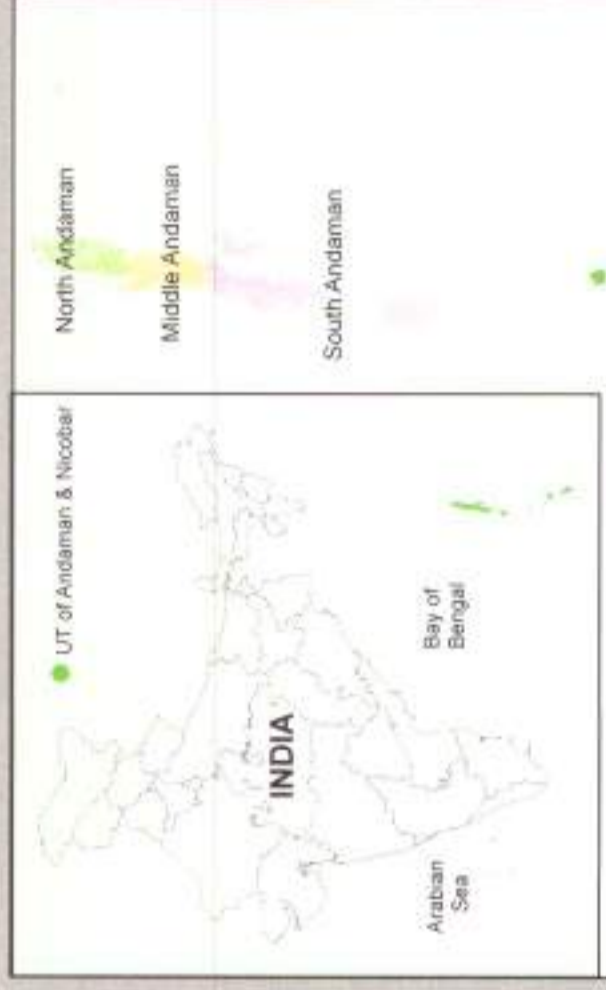 UT of Andaman & Nicobar
INDIA
Arabian
Sea
Bay of
Bengal
North Andaman
Middle Andaman
South Andaman